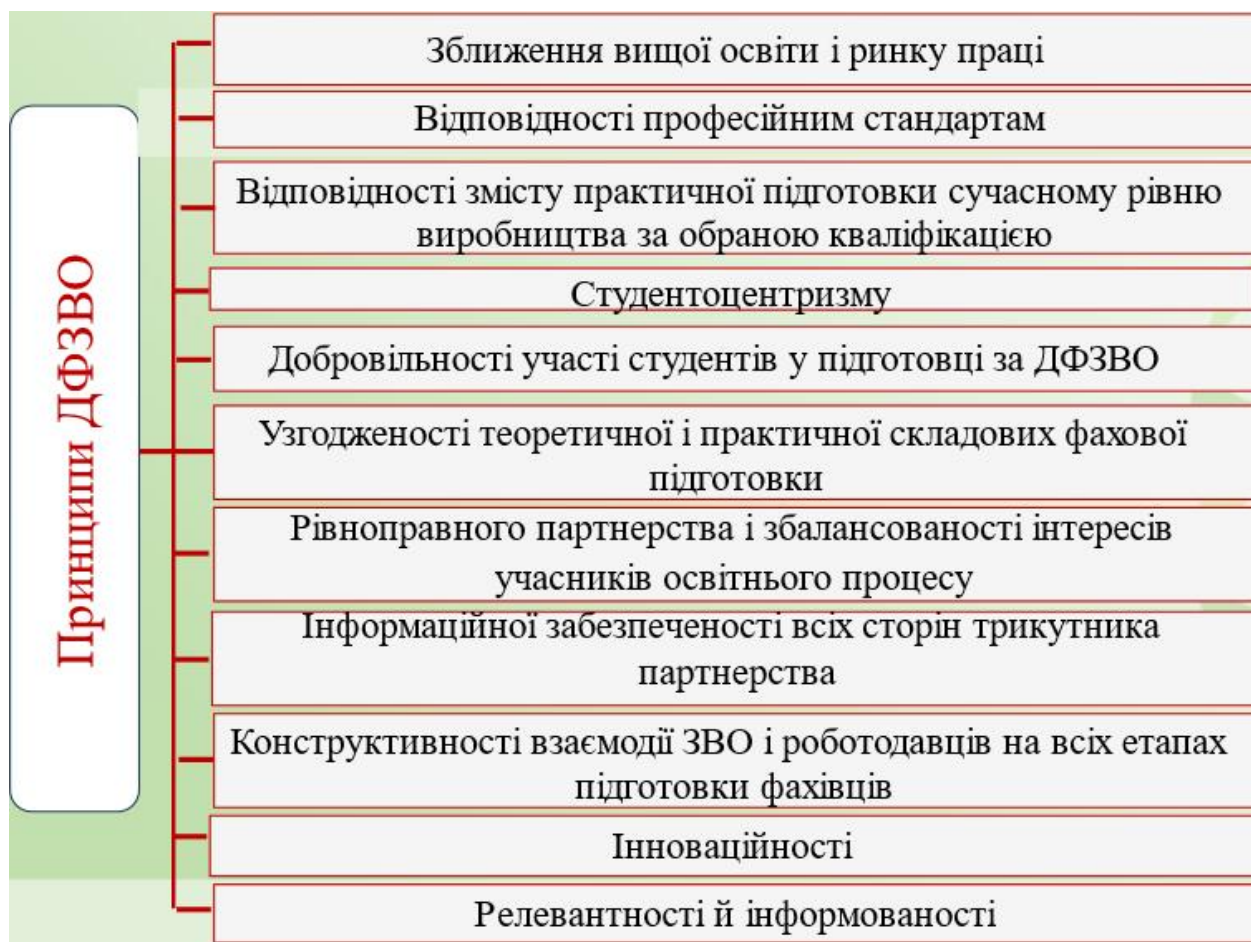 Принципи ДФЗВО
Зближення вищої освіти і ринку праці
Відповідності професійним стандартам
Відповідності змісту практичної підготовки сучасному рівню
виробництва за обраною кваліфікацією
Студентоцентризму
Добровільності участі студентів у підготовці за ДФЗВО
Узгодженості теоретичної і практичної складових фахової
підготовки
Рівноправного партнерства і збалансованості інтересів
учасників освітнього процесу
Інформаційної забезпеченості всіх сторін трикутника
партнерства
Конструктивності взаємодії ЗВО і роботодавців на всіх етапах
підготовки фахівців
Інноваційності
Релевантності й інформованості